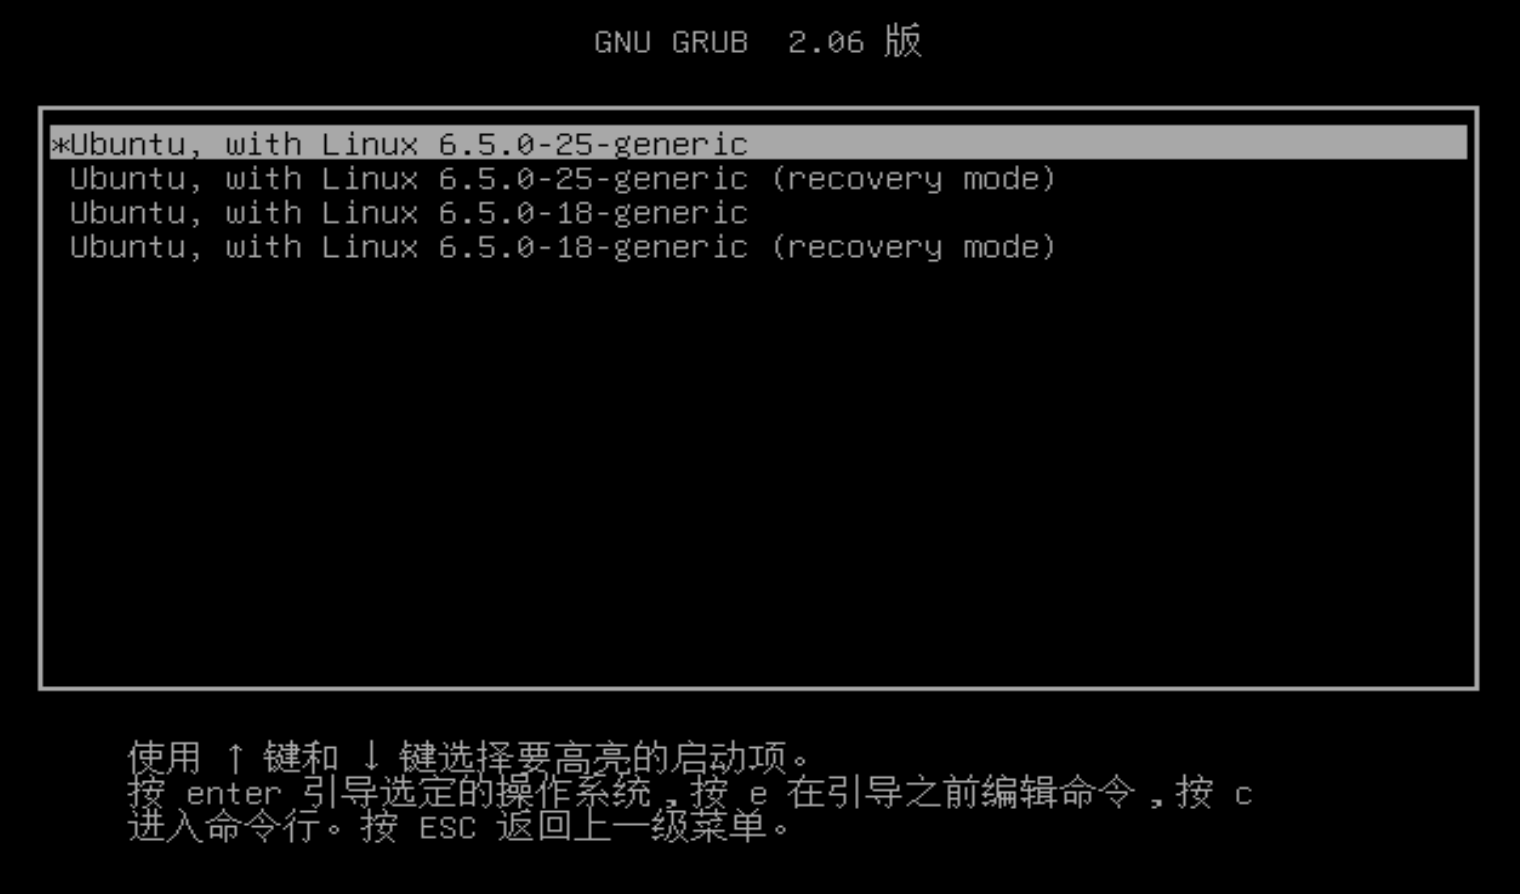 GNU GRUB  2.06 版
*Ubuntu, with Linux 6.5.0-25-generic
Ubuntu, with Linux 6.5.0-25-generic (recovery mode)
Ubuntu, with Linux 6.5.0-18-generic
Ubuntu, with Linux 6.5.0-18-generic (recovery mode)
使用 ↑ 键和 ↓ 键选择要高亮的启动项。
按 enter 引导选定的操作系统，按 e 在引导之前编辑命令，按 c
进入命令行。按 ESC 返回上一级菜单。